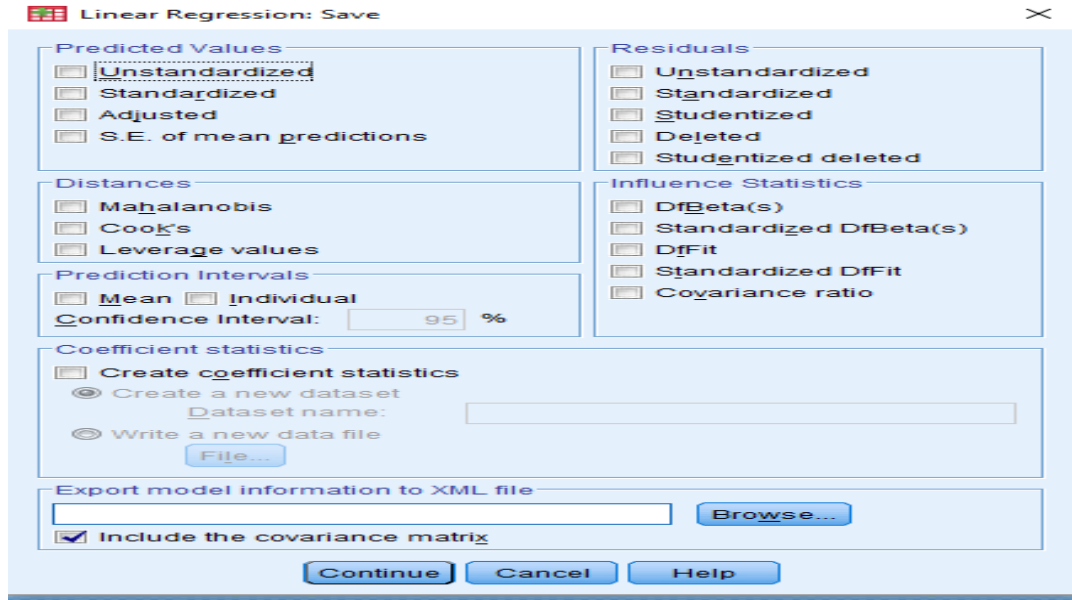 Linear Regression: Save
Predicted Values
Unstandardized
Standardized
Adjusted
S.E. of mean predictions
Residuals
Unstandardized
Standardized
Studentized
Deleted
Studentized deleted
Distances
Mahalanobis
Cook's
Leverage values
Influence Statistics
DfBeta(s)
Standardized DfBeta(s)
DfFit
Standardized DfFit
Covariance ratio
Prediction Intervals
Mean Individual
Confidence Interval: 95 %
Coefficient statistics
Create coefficient statistics
Create a new dataset
Dataset name:
Write a new data file
File...
Export model information to XML file
Browse...
Include the covariance matrix
Continue Cancel Help